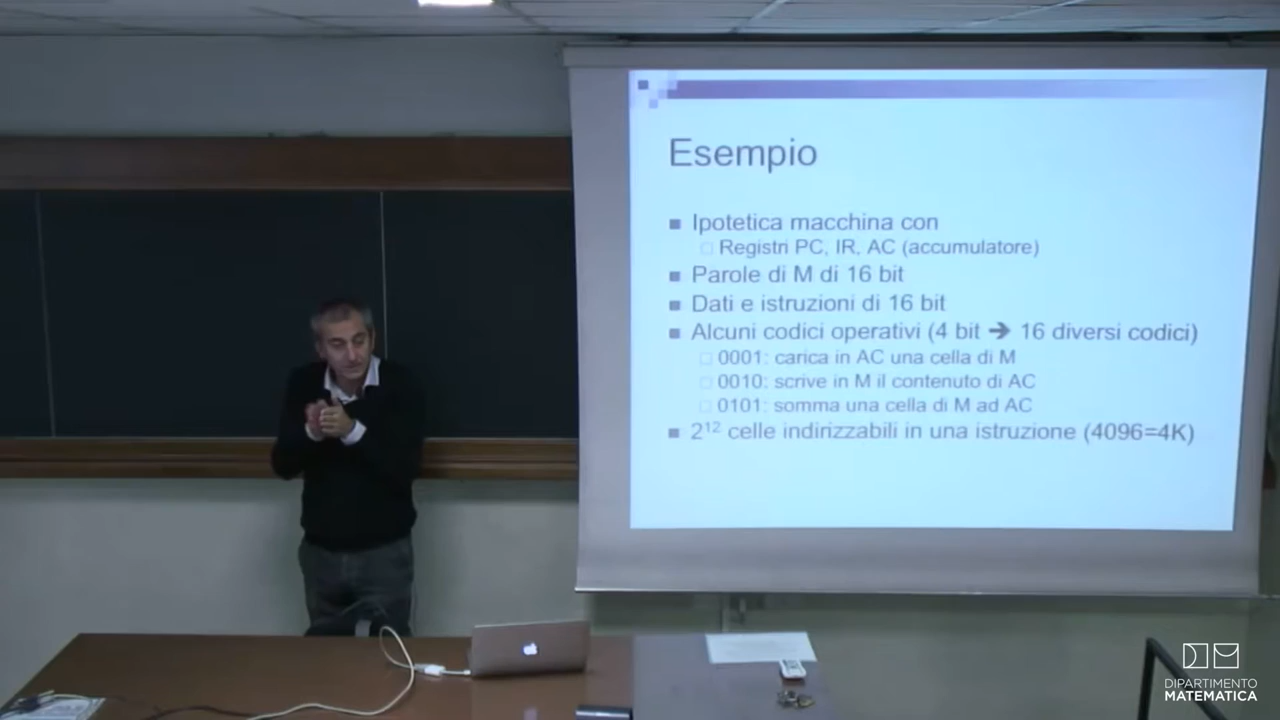 Esempio
Ipotetica macchina con
Registri PC, IR, AC (accumulatore)
Parole di M di 16 bit
Dati e istruzioni di 16 bit
Alcuni codici operativi (4 bit ➔ 16 diversi codici)
0001: carica in AC una cella di M
0010: scrive in M il contenuto di AC
0101: somma una cella di M ad AC
2¹² celle indirizzabili in una istruzione (4096=4K)
DIPARTIMENTO
MATEMATICA